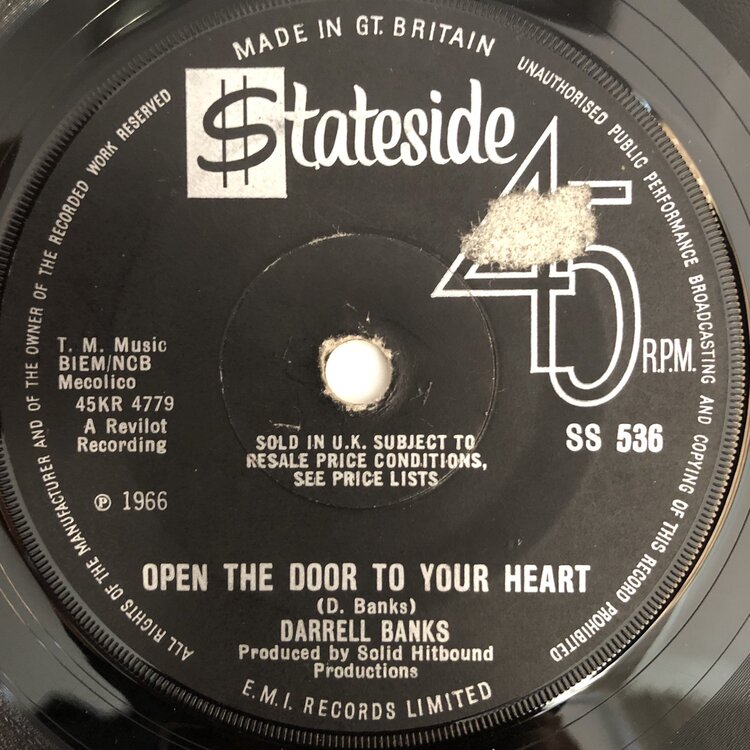 MADE IN GT. BRITAIN
UNAUTHORISED PUBLIC PERFORMANCE BROADCASTING AND COPYING OF THIS RECORD PROHIBITED
ALL RIGHTS OF THE MANUFACTURER AND OF THE OWNER OF THE RECORDED WORK RESERVED
$tateside
45
R.P.M.
T. M. Music
BIEM/NCB
Mecolico
45KR 4779
A Revilot
Recording
℗ 1966
SS 536
SOLD IN U.K. SUBJECT TO
RESALE PRICE CONDITIONS,
SEE PRICE LISTS
OPEN THE DOOR TO YOUR HEART
(D. Banks)
DARRELL BANKS
Produced by Solid Hitbound
Productions
E.M.I. RECORDS LIMITED